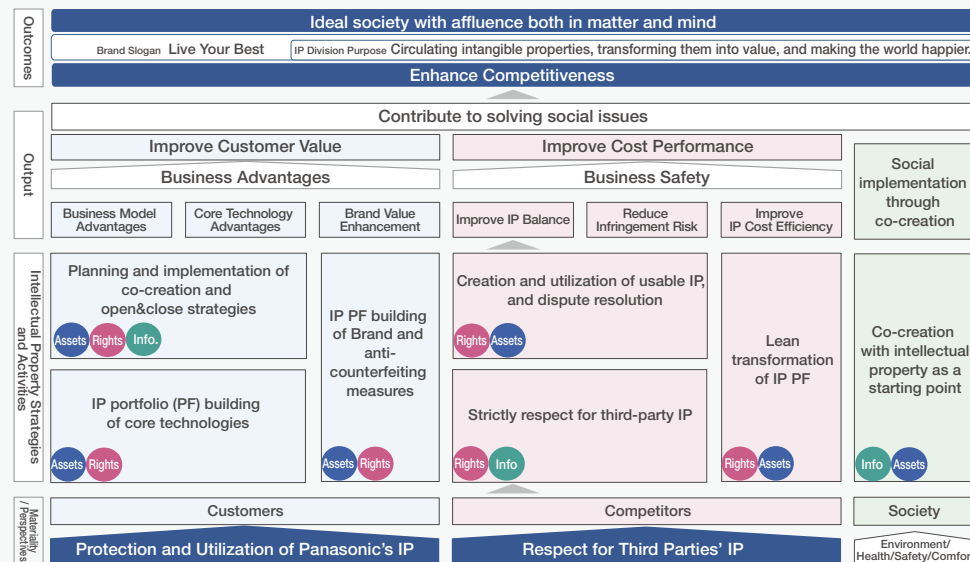 Outcomes
Ideal society with affluence both in matter and mind
Brand Slogan Live Your Best
IP Division Purpose Circulating intangible properties, transforming them into value, and making the world happier.
Enhance Competitiveness
Output
Contribute to solving social issues
Improve Customer Value
Business Advantages
Business Model
Advantages
Core Technology
Advantages
Brand Value
Enhancement
Improve Cost Performance
Business Safety
Improve IP Balance
Reduce
Infringement Risk
Improve
IP Cost Efficiency
Social
implementation
through
co-creation
Intellectual Property Strategies
and Activities
Planning and implementation of
co-creation and
open&close strategies
Assets Rights Info.
IP portfolio (PF) building
of core technologies
Assets Rights
IP PF building
of Brand and
anti-
counterfeiting
measures
Assets Rights
Creation and utilization of usable IP,
and dispute resolution
Rights Assets
Strictly respect for third-party IP
Rights Info
Lean
transformation
of IP PF
Rights Assets
Co-creation
with intellectual
property as a
starting point
Info Assets
Materiality
/ Perspectives
Customers
Protection and Utilization of Panasonic's IP
Competitors
Respect for Third Parties' IP
Society
Environment/
Health/Safety/Comfor